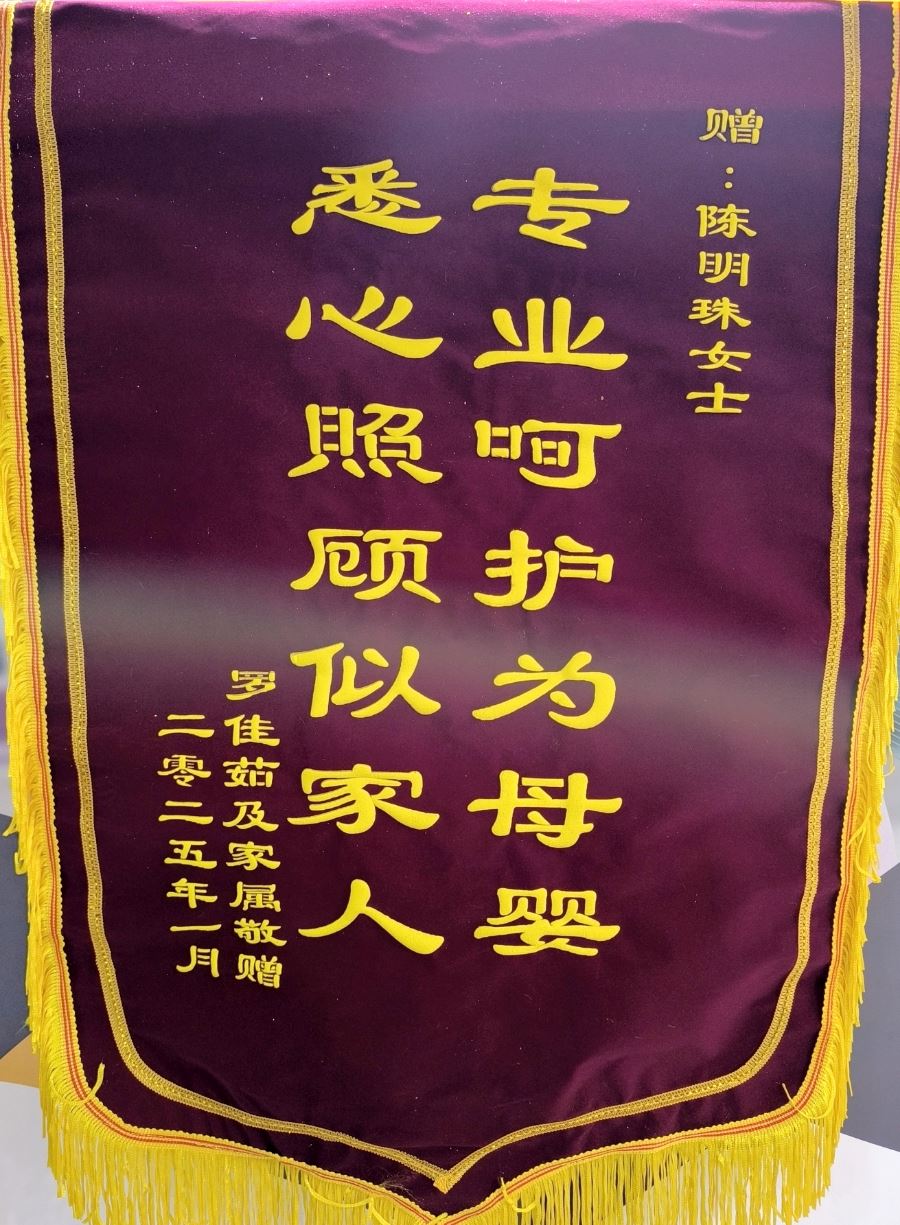 赠：陈明珠女士
专业呵护为母婴
悉心照顾似家人
罗佳茹及家属敬赠
二零二五年一月